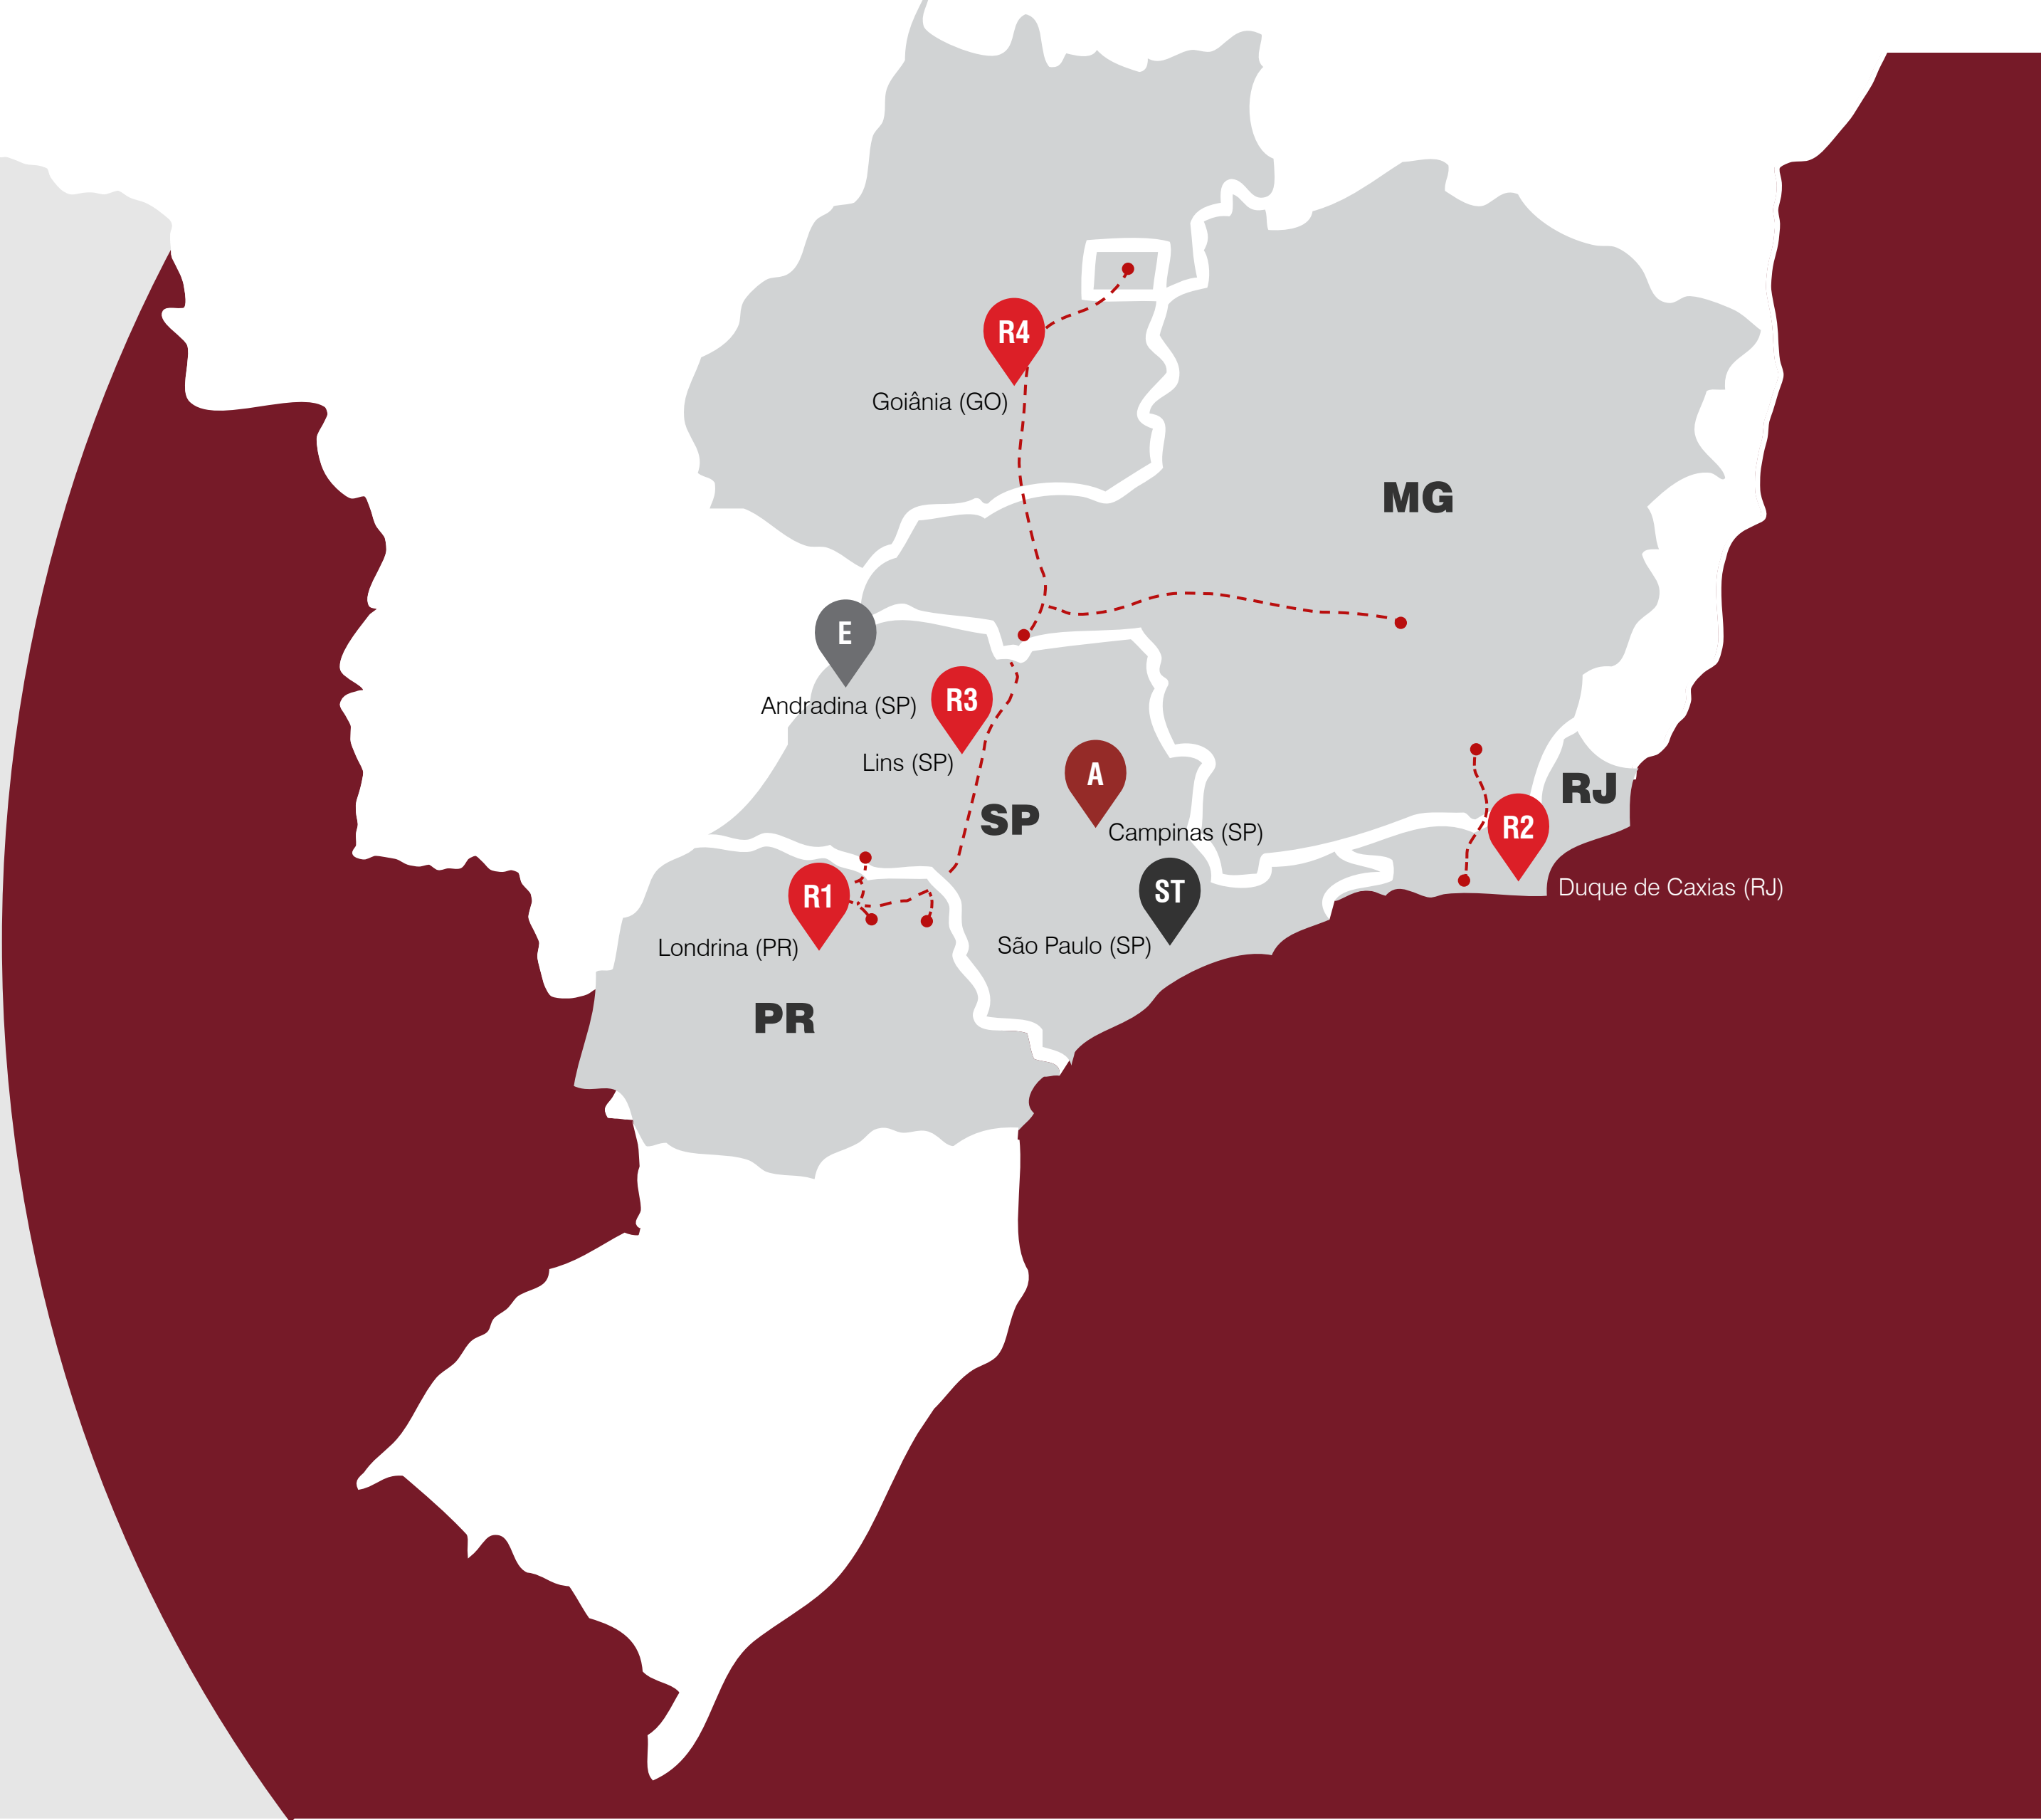 R4
Goiânia (GO)
MG
E
Andradina (SP)
R3
Lins (SP)
A
Campinas (SP)
SP
RJ
R2
Duque de Caxias (RJ)
R1
Londrina (PR)
ST
São Paulo (SP)
PR